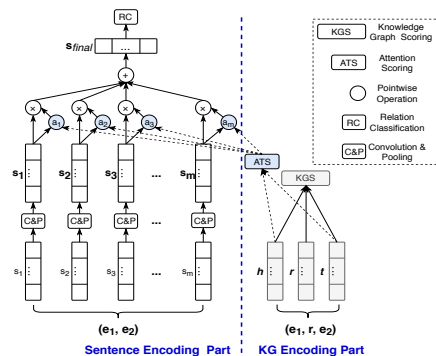 RC
s_final
...
+
× × × ×
a1 a2 a3 am
s1 s2 s3 ... sm
C&P C&P C&P ... C&P
s1 s2 s3 ... sm
(e1, e2)
Sentence Encoding Part
ATS
KGS
h r t
(e1, r, e2)
KG Encoding Part
KGS Knowledge
Graph Scoring
ATS Attention
Scoring
Pointwise
Operation
RC Relation
Classification
C&P Convolution &
Pooling